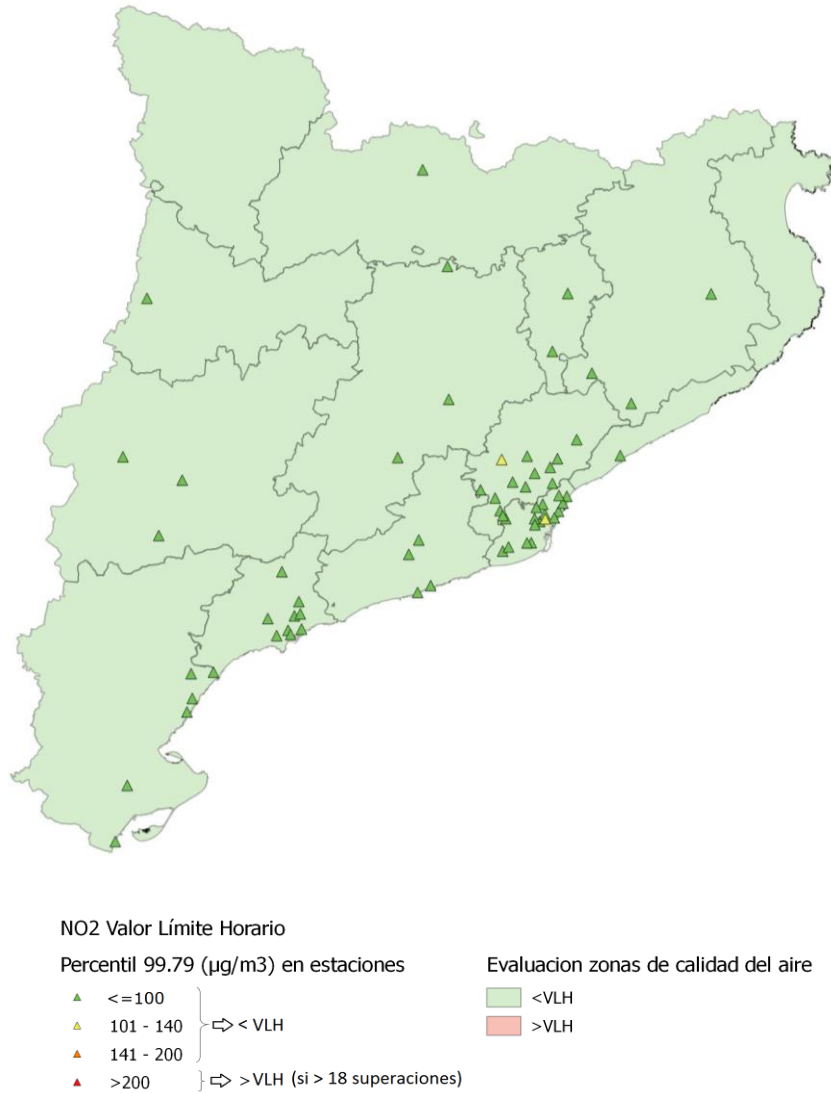 NO2 Valor Límite Horario
Percentil 99.79 (µg/m3) en estaciones
<=100
101 - 140
141 - 200
>200
< VLH
>VLH (si > 18 superaciones)
Evaluacion zonas de calidad del aire
<VLH
>VLH